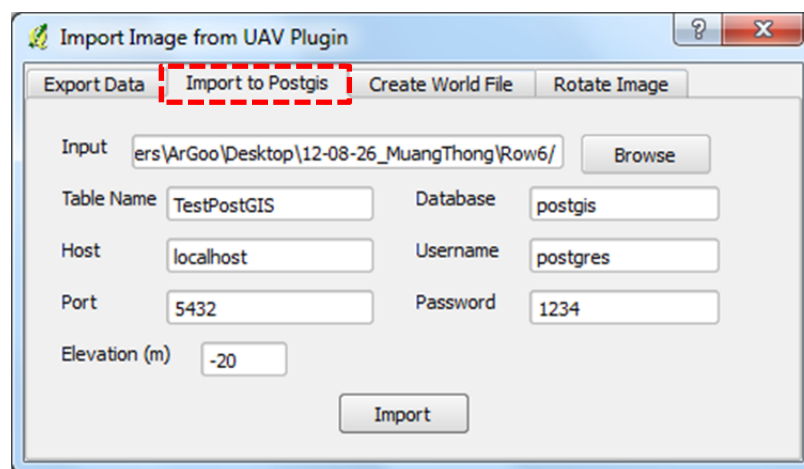 Import Image from UAV Plugin
Export Data Import to Postgis Create World File Rotate Image
Input ers\ArGoo\Desktop\12-08-26_MuangThong\Row6/ Browse
Table Name TestPostGIS Database postgis
Host localhost Username postgres
Port 5432 Password 1234
Elevation (m) -20
Import